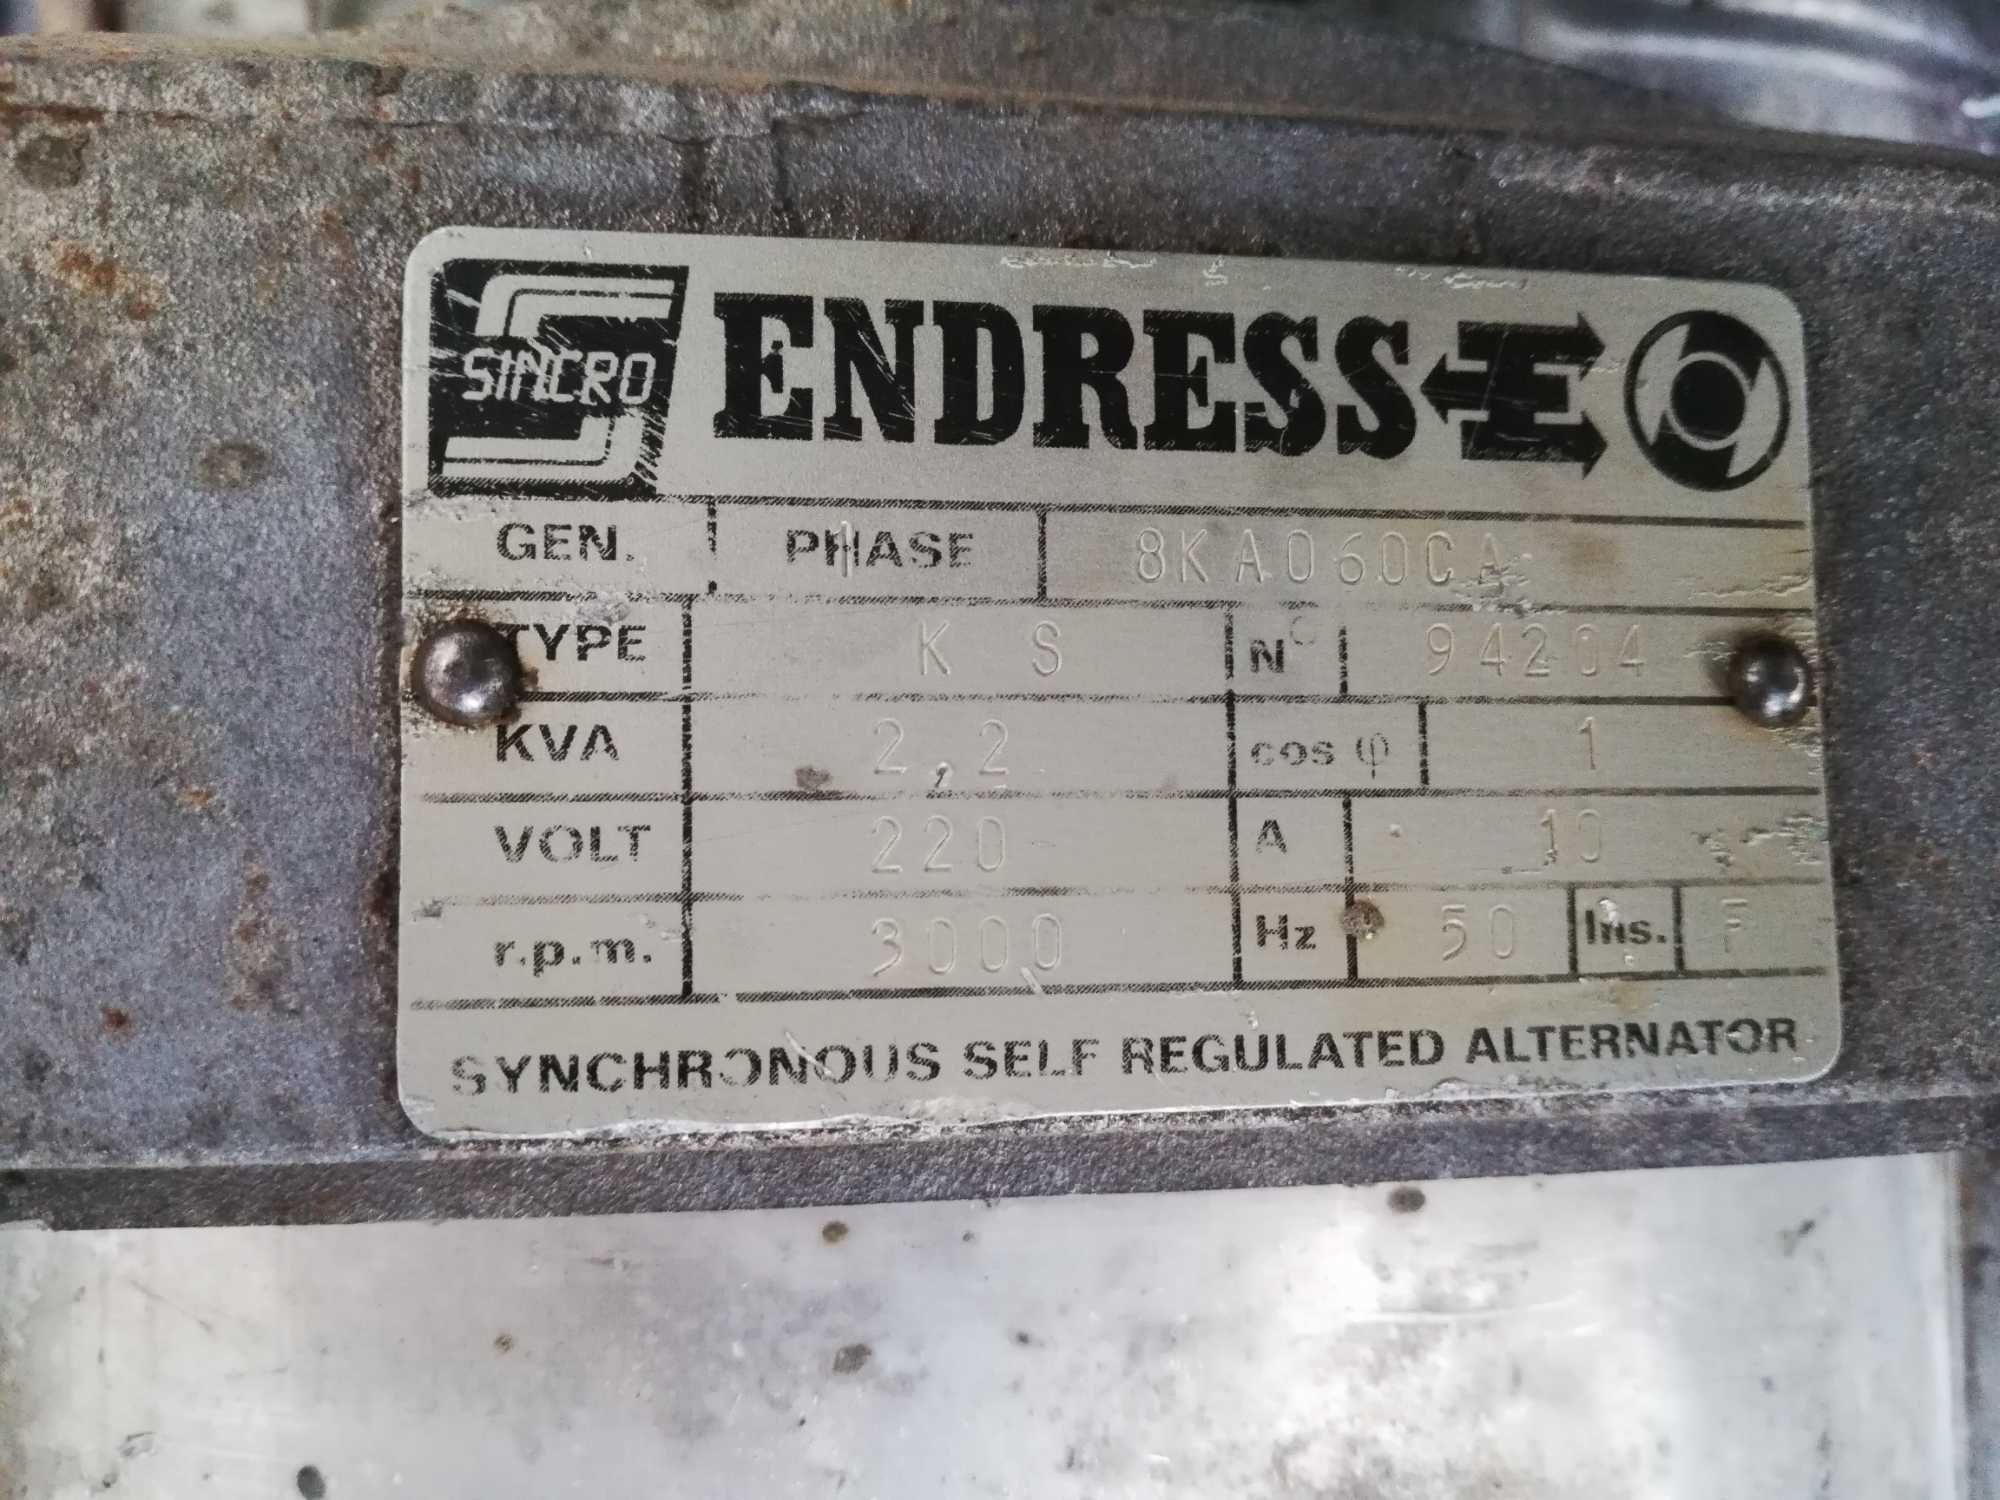 SINCRO ENDRESS E
GEN. 1 PHASE 8KA060CA
TYPE K S N° 94204
KVA 2,2 cos φ 1
VOLT 220 A 10
r.p.m. 3000 Hz 50 Ins. F
SYNCHRONOUS SELF REGULATED ALTERNATOR